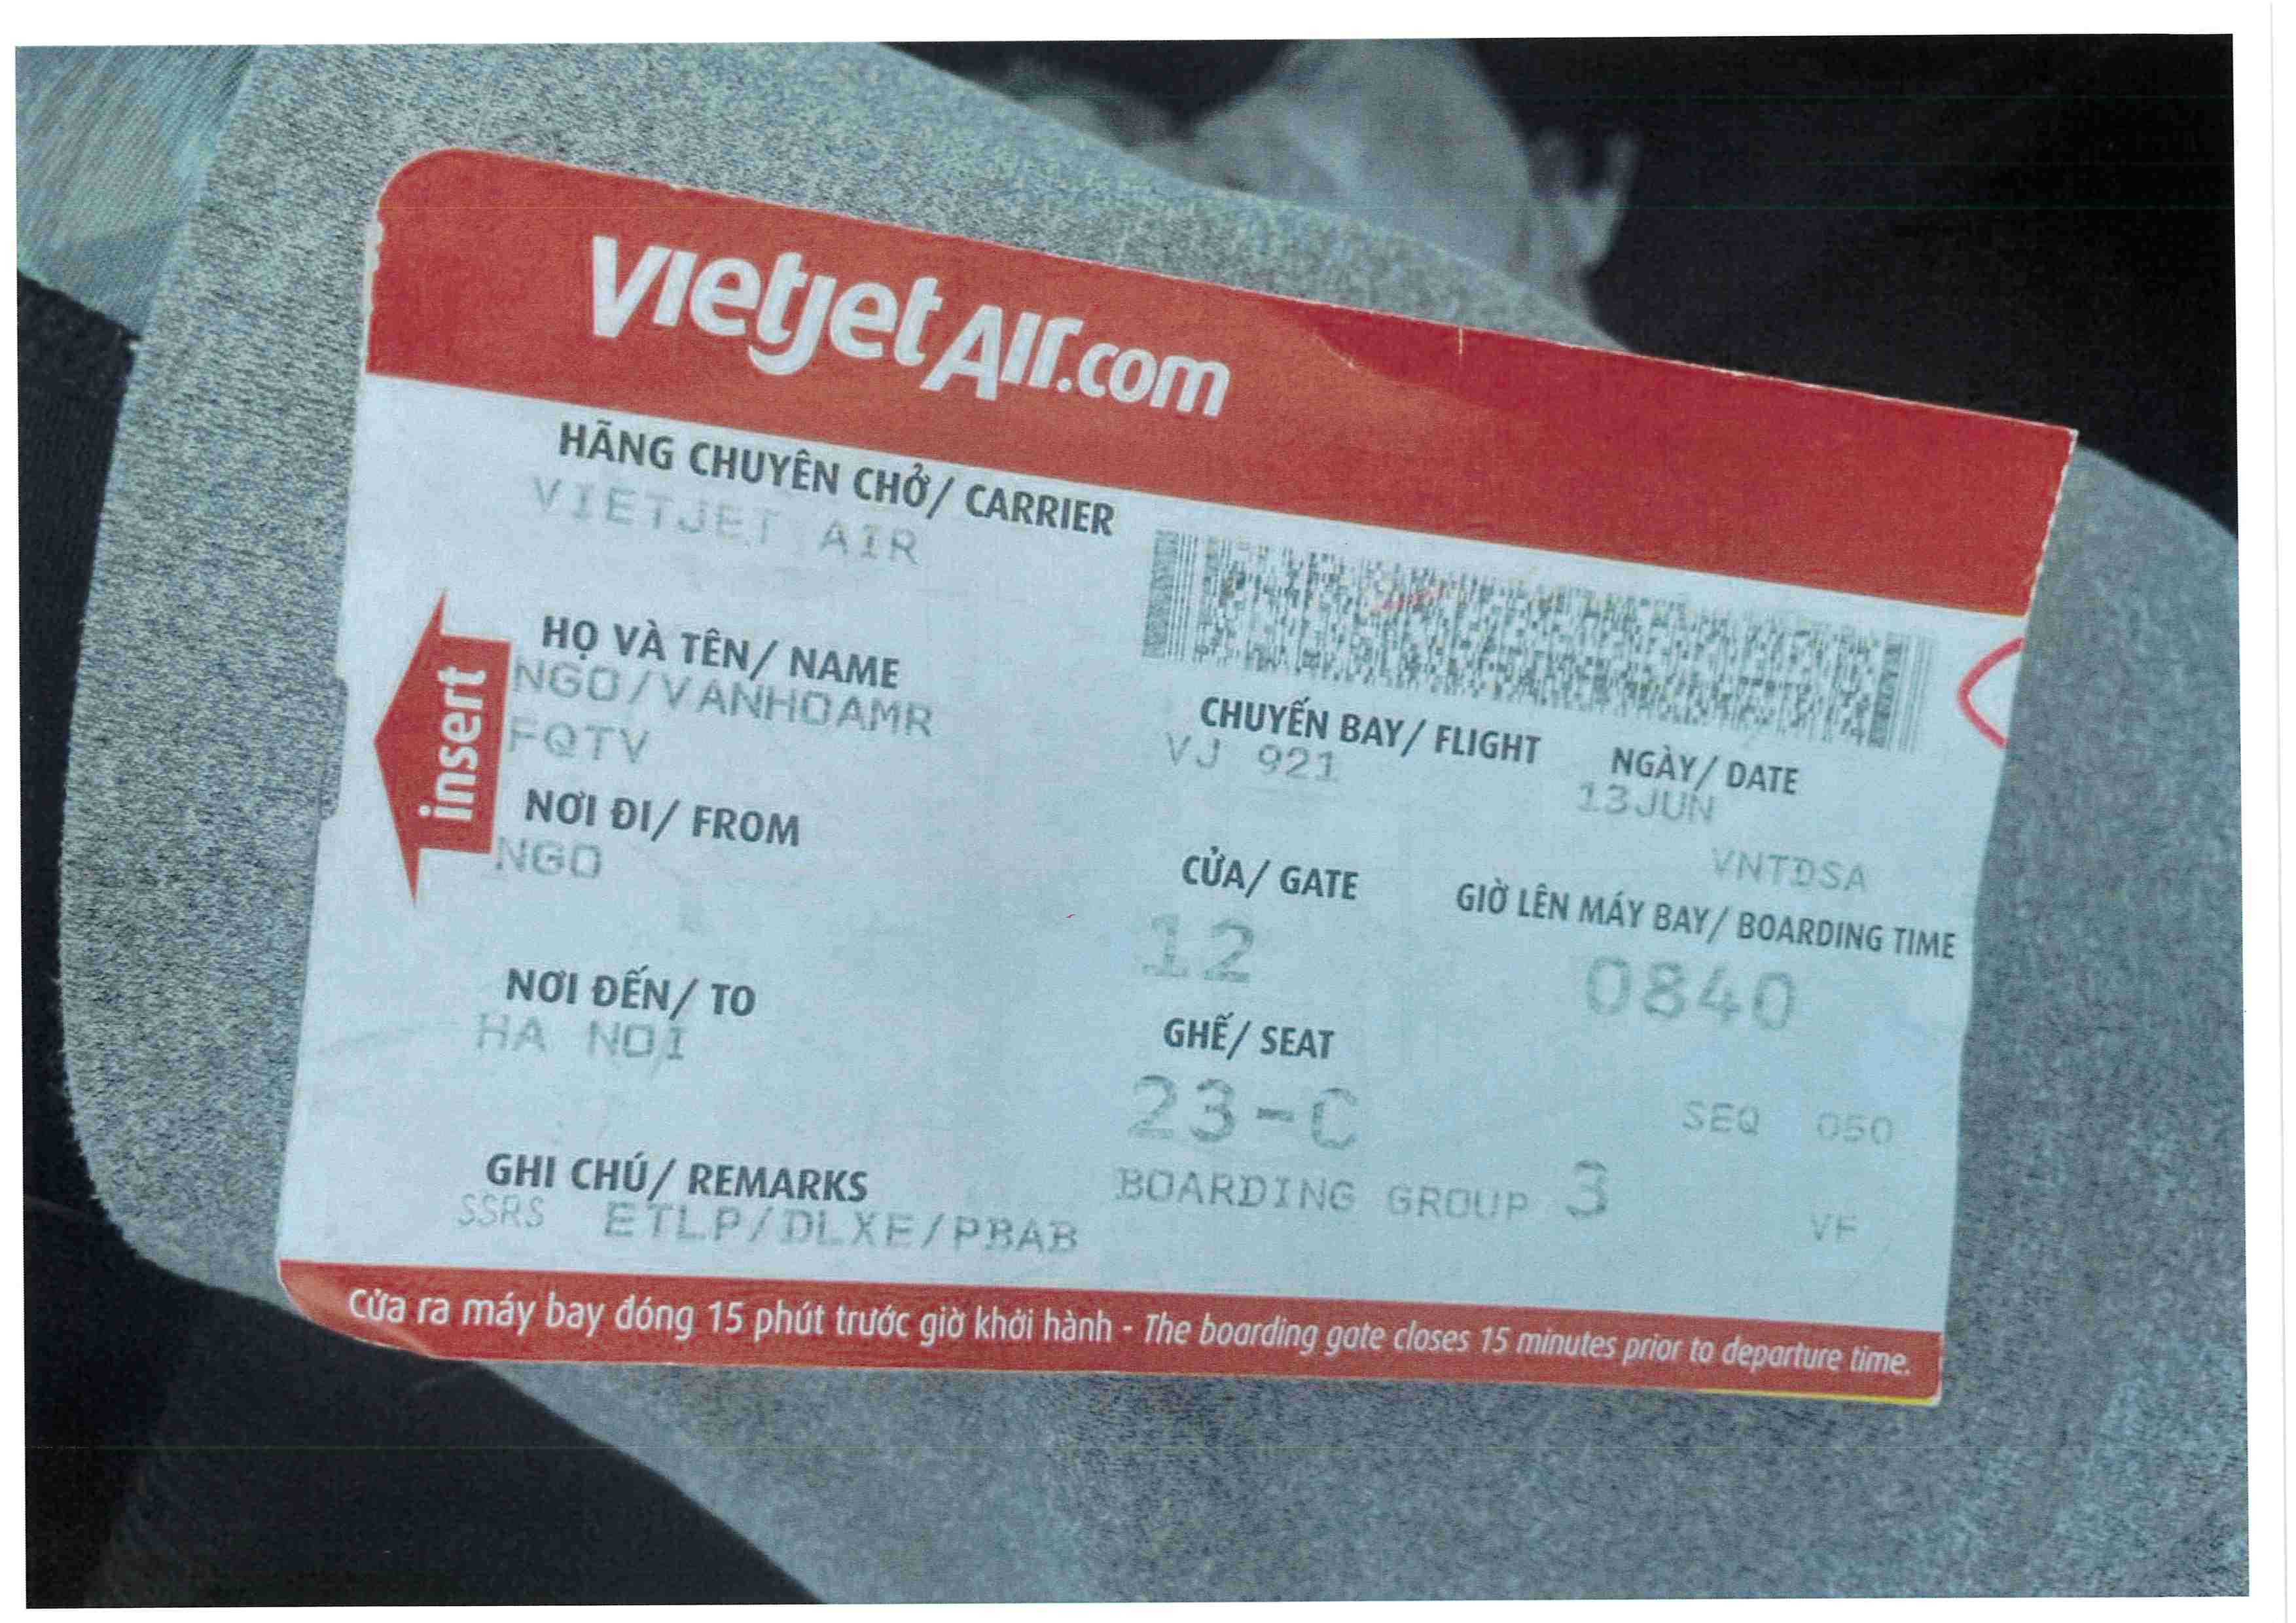 vietjetAir.com
HÃNG CHUYÊN CHỞ/ CARRIER
VIETJET AIR
HỌ VÀ TÊN/ NAME
NGO/VANHOAMR
FQTV
CHUYẾN BAY/ FLIGHT NGÀY/ DATE
VJ 921 13JUN
insert
NƠI ĐI/ FROM
NGO
VNTDSA
CỬA/ GATE GIỜ LÊN MÁY BAY/ BOARDING TIME
12 0840
NƠI ĐẾN/ TO
HA NOI
GHẾ/ SEAT
23-C
SEQ 050
GHI CHÚ/ REMARKS
SSRS ETLP/DLXE/PBAB
BOARDING GROUP 3
VF
Cửa ra máy bay đóng 15 phút trước giờ khởi hành - The boarding gate closes 15 minutes prior to departure time.